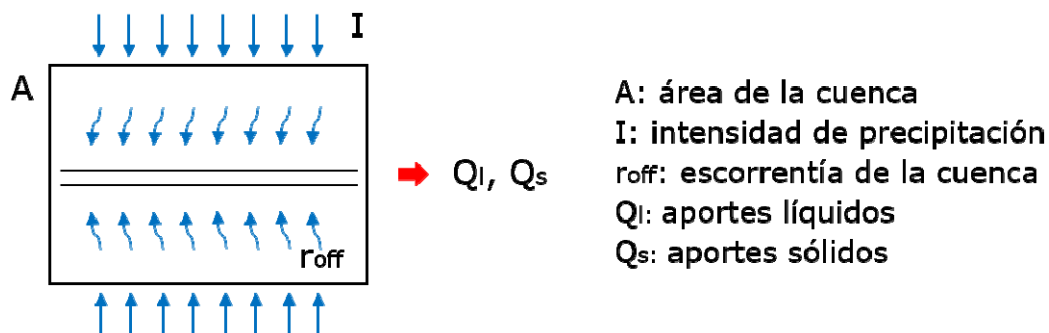 I
A
roff
Ql, Qs
A: área de la cuenca
I: intensidad de precipitación
roff: escorrentía de la cuenca
Ql: aportes líquidos
Qs: aportes sólidos